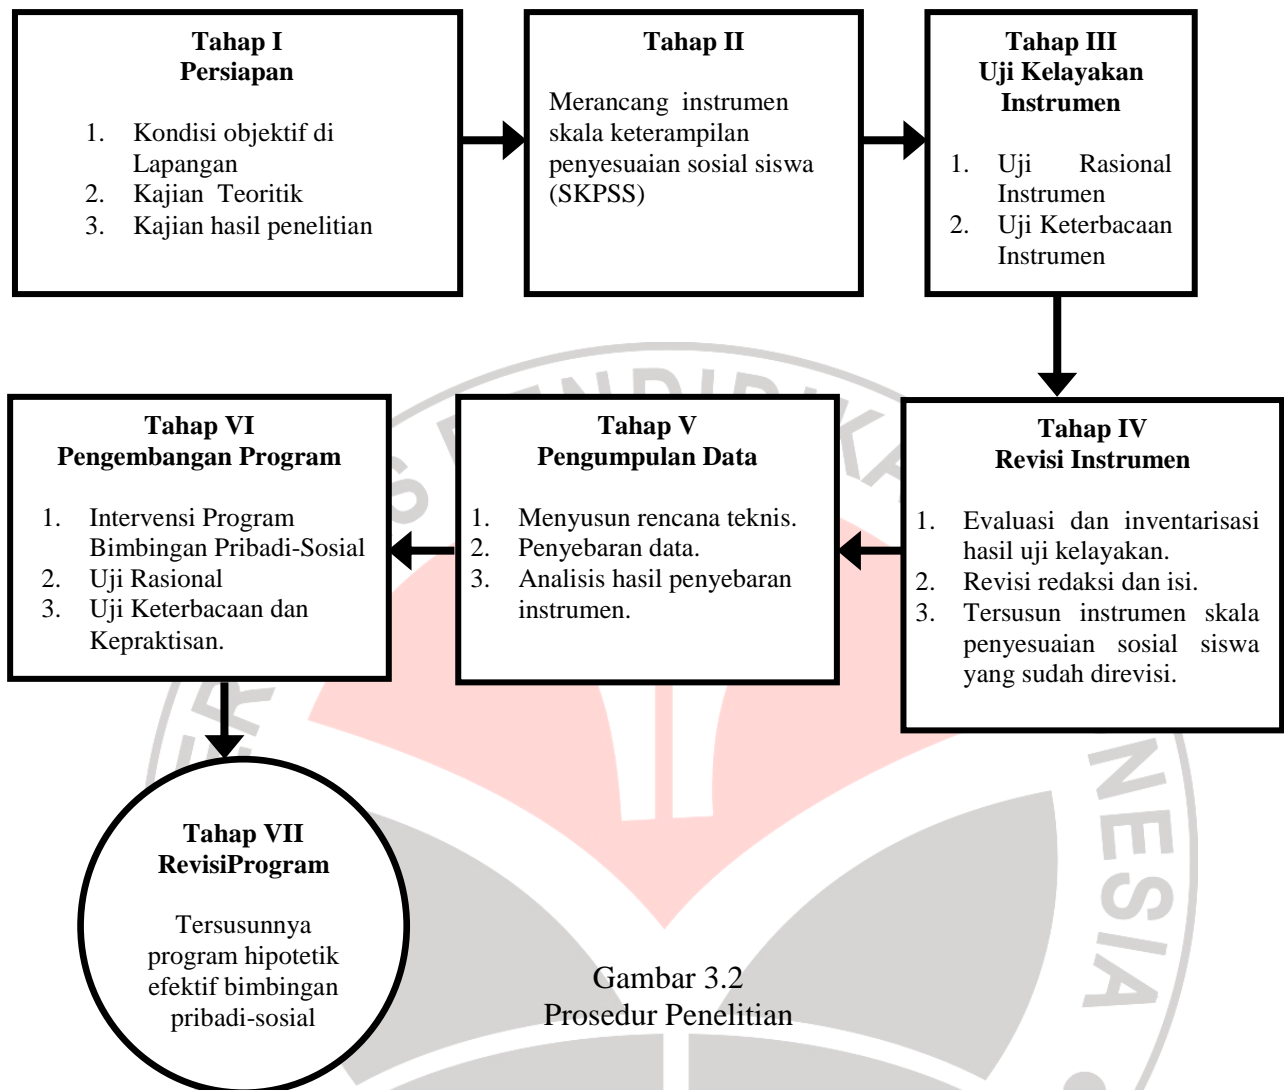 Tahap I
Persiapan
1. Kondisi objektif di
Lapangan
2. Kajian Teoritik
3. Kajian hasil penelitian
Tahap II
Merancang instrumen
skala keterampilan
penyesuaian sosial siswa
(SKPSS)
Tahap III
Uji Kelayakan
Instrumen
1. Uji Rasional
Instrumen
2. Uji Keterbacaan
Instrumen
Tahap IV
Revisi Instrumen
1. Evaluasi dan inventarisasi
hasil uji kelayakan.
2. Revisi redaksi dan isi.
3. Tersusun instrumen skala
penyesuaian sosial siswa
yang sudah direvisi.
Tahap V
Pengumpulan Data
1. Menyusun rencana teknis.
2. Penyebaran data.
3. Analisis hasil penyebaran
instrumen.
Tahap VI
Pengembangan Program
1. Intervensi Program
Bimbingan Pribadi-Sosial
2. Uji Rasional
3. Uji Keterbacaan dan
Kepraktisan.
Tahap VII
RevisiProgram
Tersusunnya
program hipotetik
efektif bimbingan
pribadi-sosial
Gambar 3.2
Prosedur Penelitian